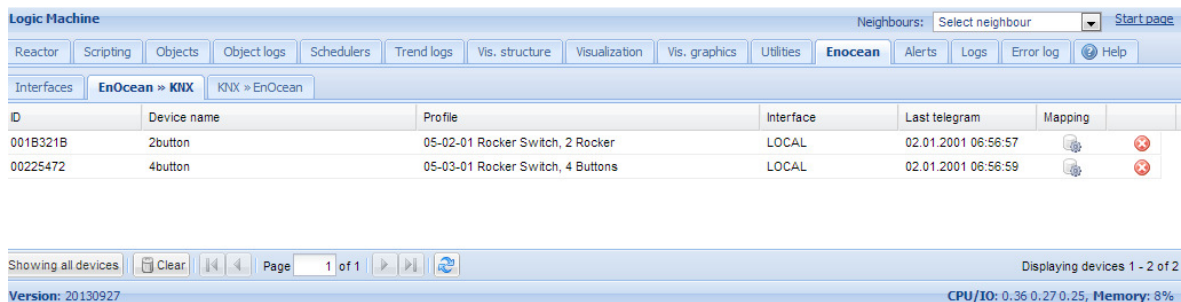 Logic Machine Neighbours: Select neighbour Start page
Reactor Scripting Objects Object logs Schedulers Trend logs Vis. structure Visualization Vis. graphics Utilities Enocean Alerts Logs Error log Help
Interfaces EnOcean » KNX KNX » EnOcean
ID Device name Profile Interface Last telegram Mapping
001B321B 2button 05-02-01 Rocker Switch, 2 Rocker LOCAL 02.01.2001 06:56:57
00225472 4button 05-03-01 Rocker Switch, 4 Buttons LOCAL 02.01.2001 06:56:59
Showing all devices Clear Page 1 of 1 Displaying devices 1 - 2 of 2
Version: 20130927 CPU/IO: 0.36 0.27 0.25, Memory: 8%